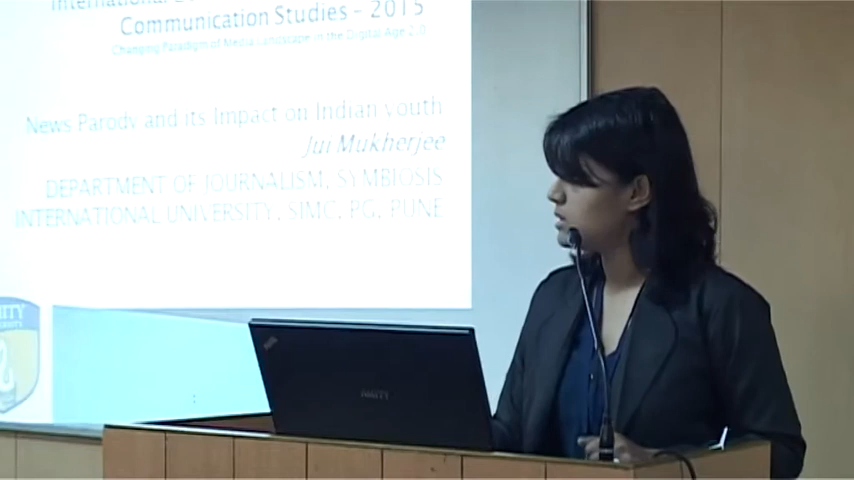 International
Communication Studies - 2015
Changing Paradigm of Media Landscape in the Digital Age 2.0
News Parody and its Impact on Indian youth
Jui Mukherjee
DEPARTMENT OF JOURNALISM, SYMBIOSIS
INTERNATIONAL UNIVERSITY, SIMC, PG, PUNE